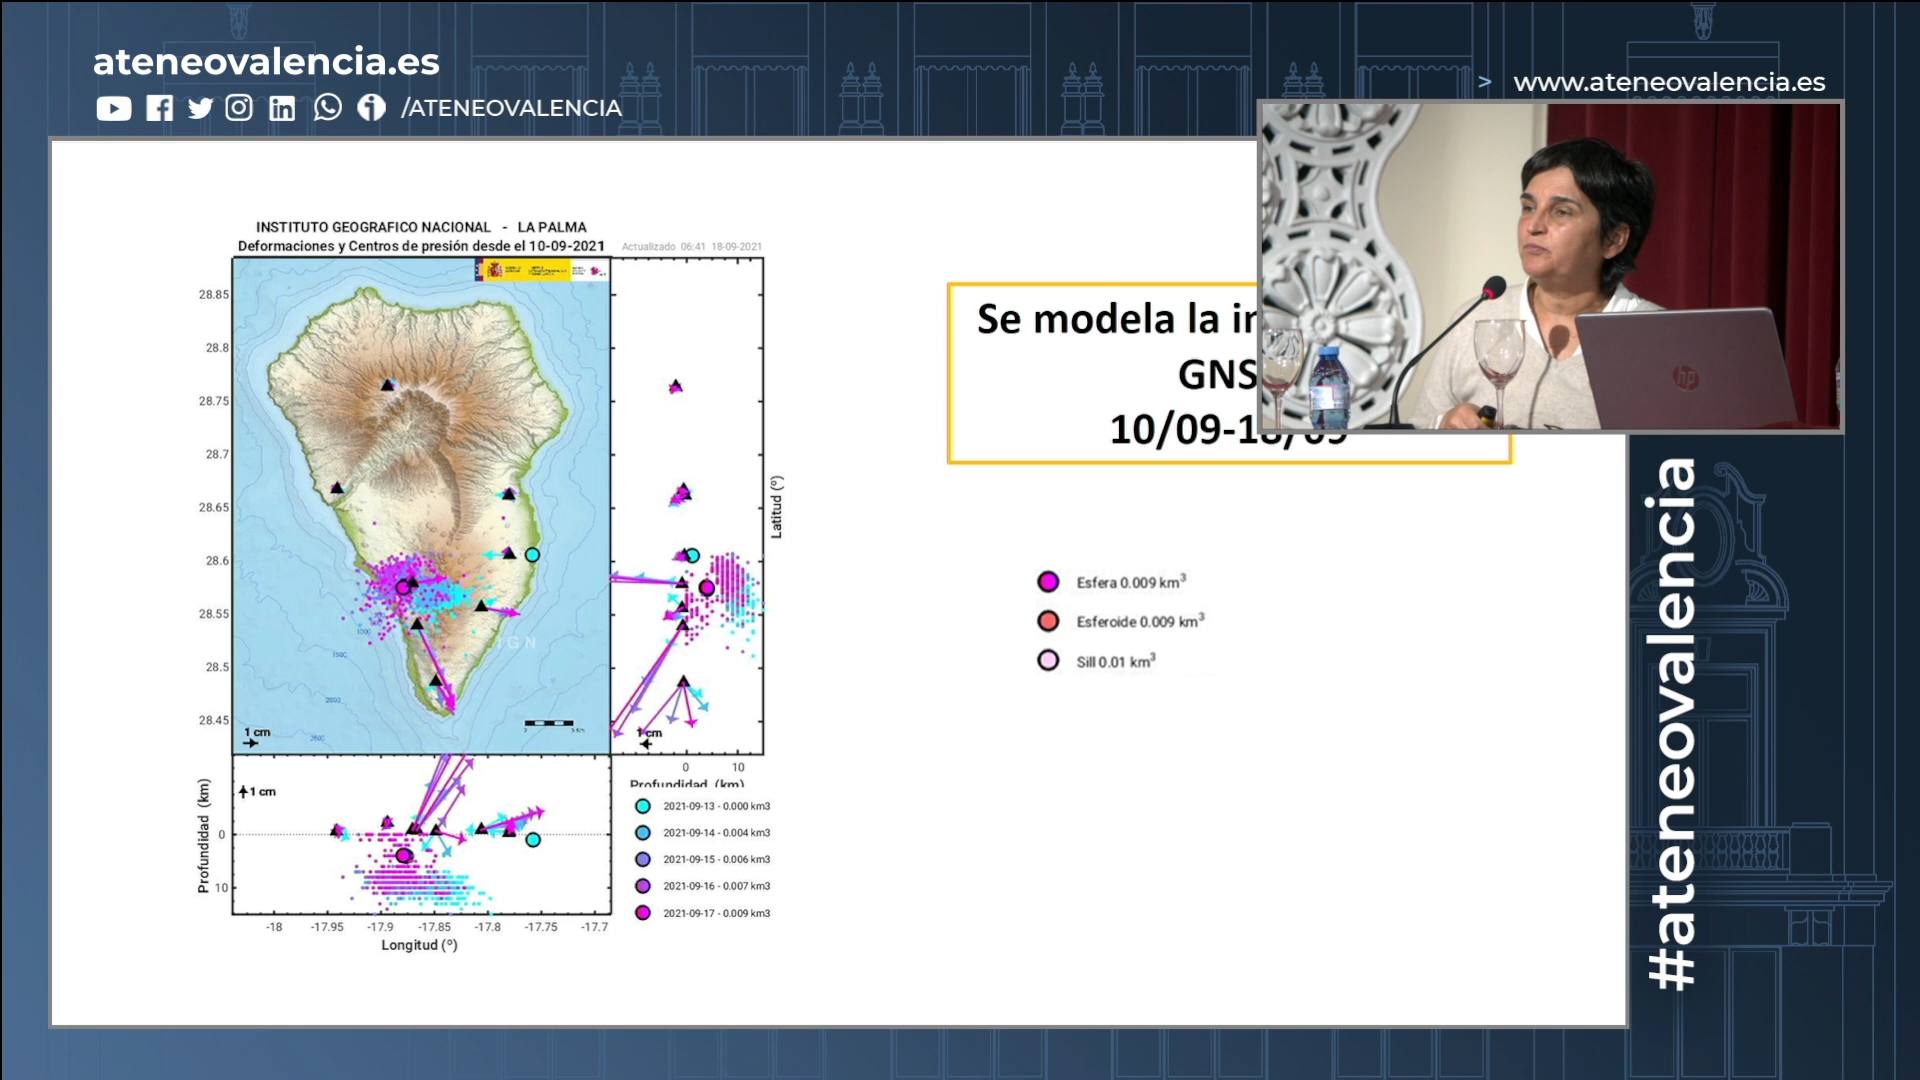 ateneovalencia.es
/ATENEOVALENCIA
> www.ateneovalencia.es
INSTITUTO GEOGRAFICO NACIONAL - LA PALMA
Deformaciones y Centros de presión desde el 10-09-2021
Actualizado 06:41 18-09-2021
28.85
28.8
28.75
28.7
28.65
28.6
28.55
28.5
28.45
Latitud (º)
IGN
1 cm
1 cm
0 10
Profundidad (km)
Profundidad (km)
1 cm
0
10
-18 -17.95 -17.9 -17.85 -17.8 -17.75 -17.7
Longitud (º)
2021-09-13 - 0.000 km3
2021-09-14 - 0.004 km3
2021-09-15 - 0.006 km3
2021-09-16 - 0.007 km3
2021-09-17 - 0.009 km3
Se modela la
GNS
10/09-18/09
Esfera 0.009 km³
Esferoide 0.009 km³
Sill 0.01 km³
hp
#ateneovalencia